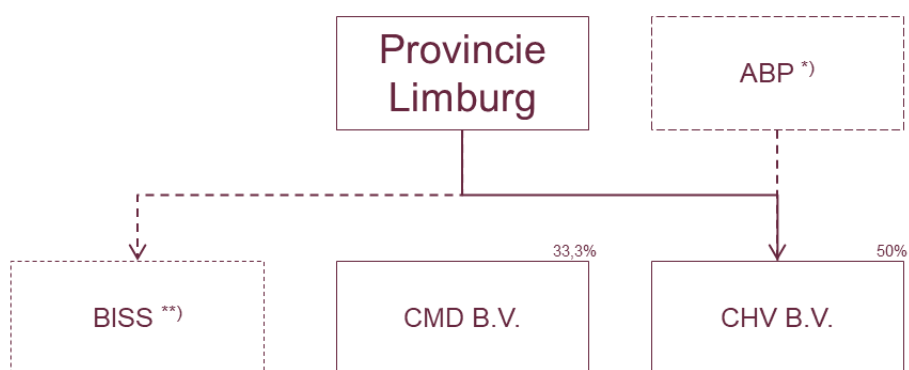 Provincie
Limburg
ABP *)
33,3%
50%
BISS **)
CMD B.V.
CHV B.V.